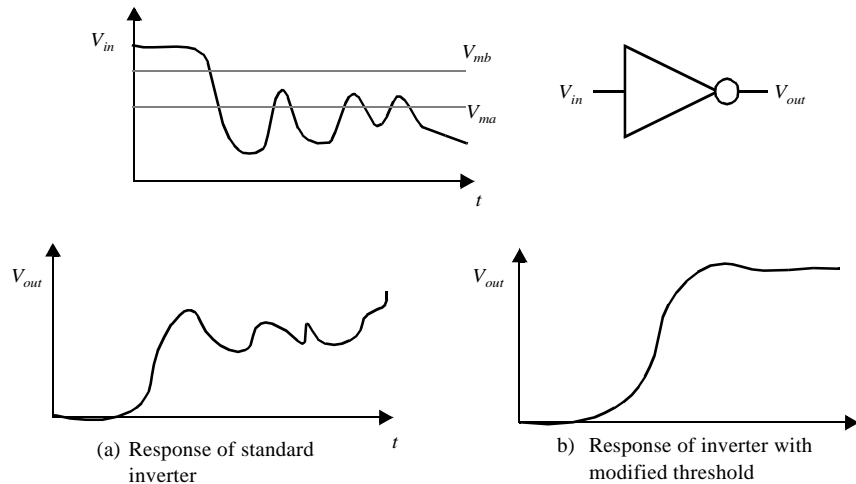 V_in
V_mb
V_ma
t
V_in
V_out
V_out
t
(a) Response of standard
inverter
V_out
b) Response of inverter with
modified threshold